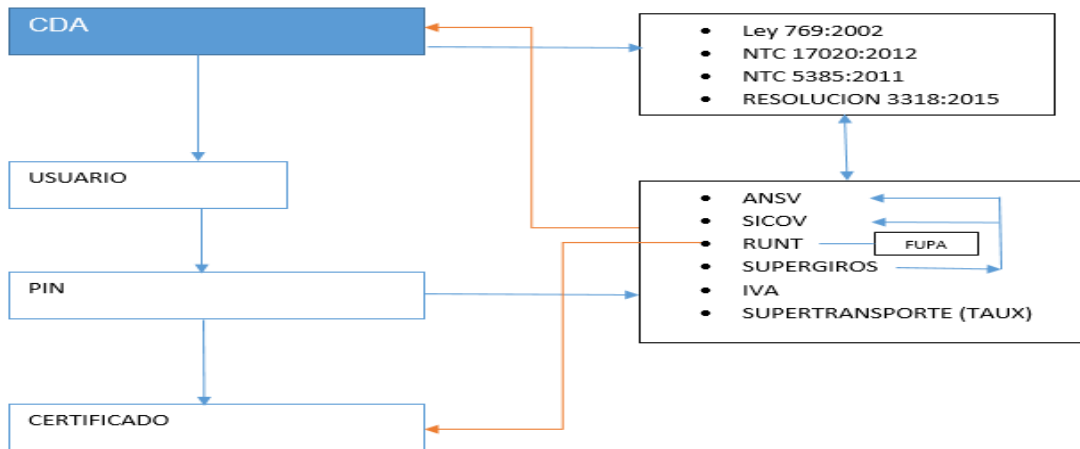 CDA
• Ley 769:2002
• NTC 17020:2012
• NTC 5385:2011
• RESOLUCION 3318:2015
USUARIO
• ANSV
• SICOV
• RUNT
FUPA
• SUPERGIROS
• IVA
• SUPERTRANSPORTE (TAUX)
PIN
CERTIFICADO